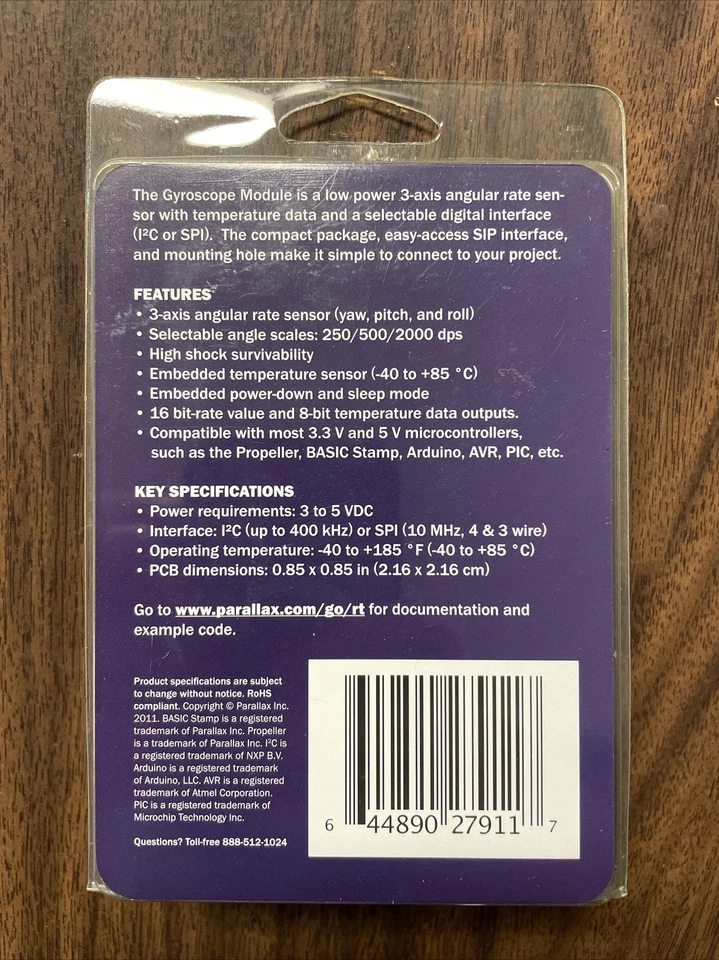 The Gyroscope Module is a low power 3-axis angular rate sen-
sor with temperature data and a selectable digital interface
(I²C or SPI).  The compact package, easy-access SIP interface,
and mounting hole make it simple to connect to your project.
FEATURES
• 3-axis angular rate sensor (yaw, pitch, and roll)
• Selectable angle scales: 250/500/2000 dps
• High shock survivability
• Embedded temperature sensor (-40 to +85 °C)
• Embedded power-down and sleep mode
• 16 bit-rate value and 8-bit temperature data outputs.
• Compatible with most 3.3 V and 5 V microcontrollers,
such as the Propeller, BASIC Stamp, Arduino, AVR, PIC, etc.
KEY SPECIFICATIONS
• Power requirements: 3 to 5 VDC
• Interface: I²C (up to 400 kHz) or SPI (10 MHz, 4 & 3 wire)
• Operating temperature: -40 to +185 °F (-40 to +85 °C)
• PCB dimensions: 0.85 x 0.85 in (2.16 x 2.16 cm)
Go to www.parallax.com/go/rt for documentation and
example code.
Product specifications are subject
to change without notice. RoHS
compliant. Copyright © Parallax Inc.
2011. BASIC Stamp is a registered
trademark of Parallax Inc. Propeller
is a trademark of Parallax Inc. I²C is
a registered trademark of NXP B.V.
Arduino is a registered trademark
of Arduino, LLC. AVR is a registered
trademark of Atmel Corporation.
PIC is a registered trademark of
Microchip Technology Inc.
Questions? Toll-free 888-512-1024
6 44890 27911 7